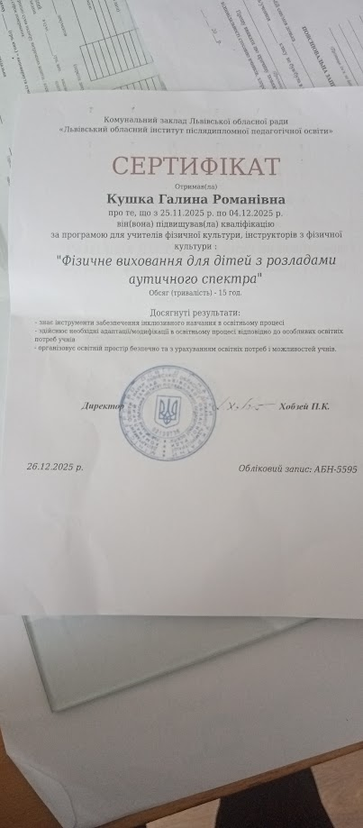 Комунальний заклад Львівської обласної ради
«Львівський обласний інститут післядипломної педагогічної освіти»
СЕРТИФІКАТ
Отримав(ла)
Кушка Галина Романівна
про те, що з 25.11.2025 р. по 04.12.2025 р.
він(вона) підвищував(ла) кваліфікацію
за програмою для учителів фізичної культури, інструкторів з фізичної
культури :
"Фізичне виховання для дітей з розладами
аутичного спектра"
Обсяг (тривалість) - 15 год.
Досягнуті результати:
- знає інструменти забезпечення інклюзивного навчання в освітньому процесі
- здійснює необхідні адаптації/модифікації в освітньому процесі відповідно до особливих освітніх
потреб учнів
- організовує освітній простір безпечно та з урахуванням освітніх потреб і можливостей учнів.
Директор Хобзей П.К.
26.12.2025 р. Обліковий запис: АБН-5595